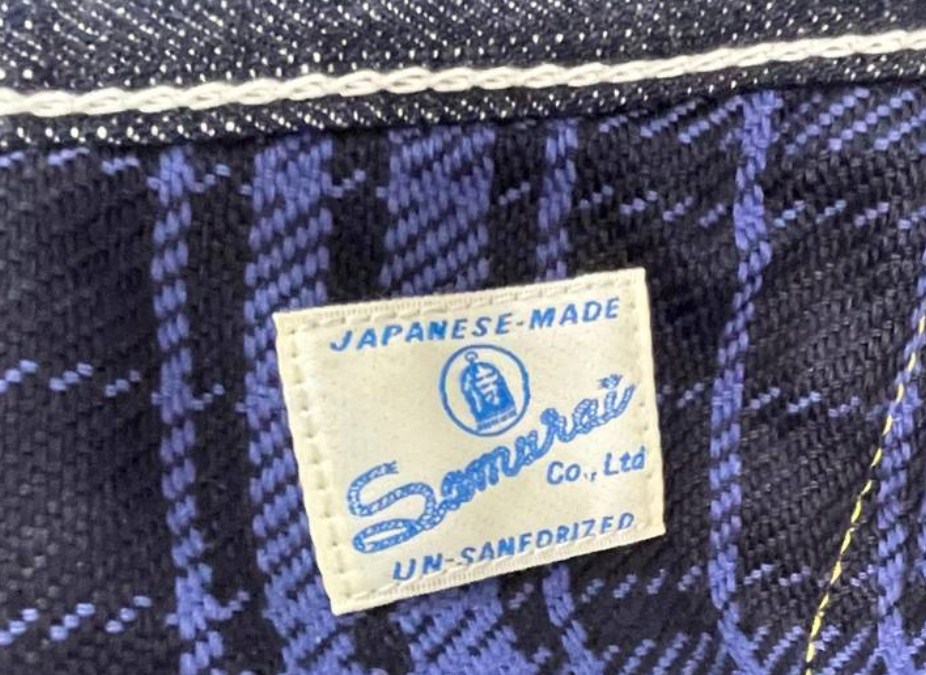 JAPANESE-MADE
Samurai
Co., Ltd
UN-SANFORIZED